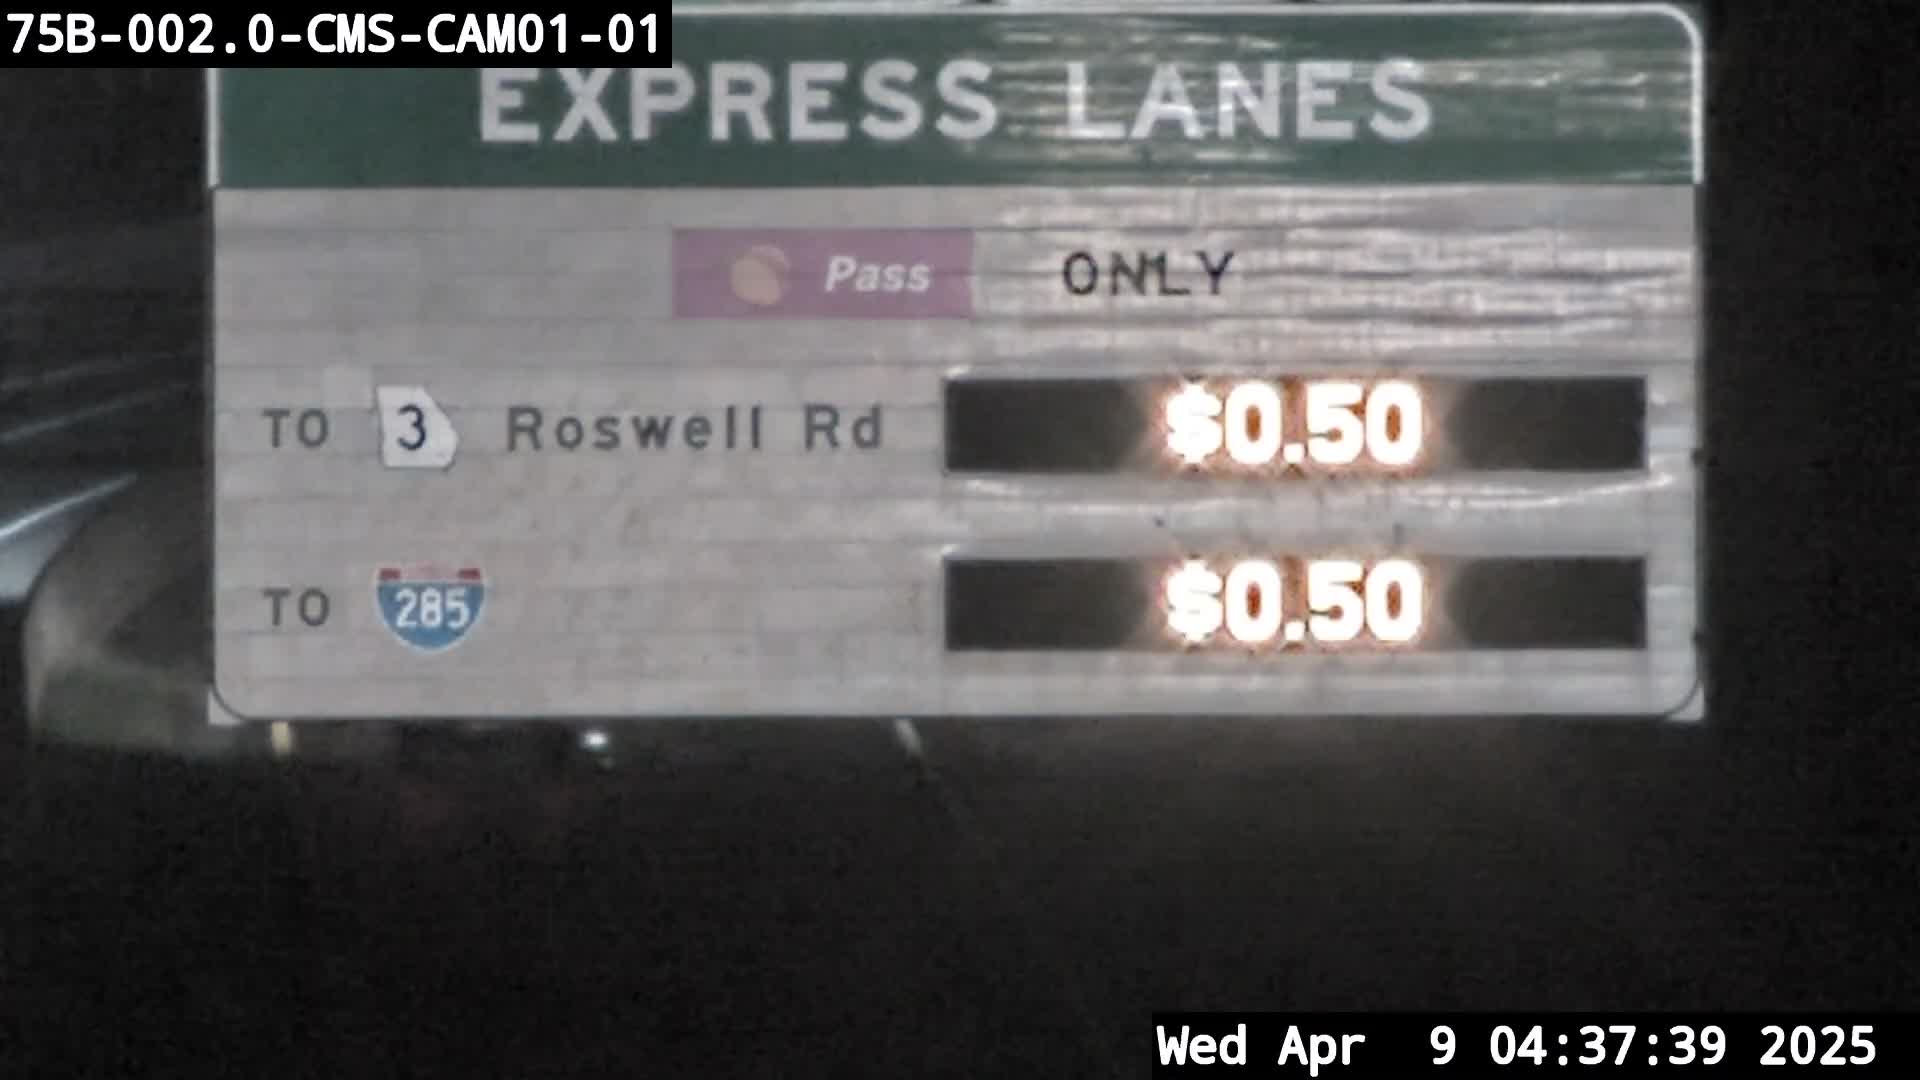 75B-002.0-CMS-CAM01-01
EXPRESS LANES
Pass ONLY
TO 3 Roswell Rd $0.50
TO 285 $0.50
Wed Apr 9 04:37:39 2025